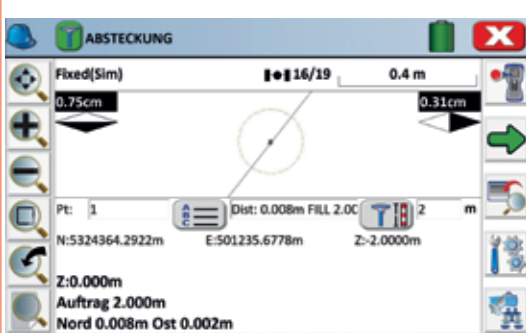 ABSTECKUNG
Fixed(Sim) 16/19 0.4 m
0.75cm 0.31cm
Pt: 1 ABC Dist: 0.008m FILL 2.00 2 m
N:5324364.2922m E:501235.6778m Z:-2.0000m
Z:0.000m
Auftrag 2.000m
Nord 0.008m Ost 0.002m